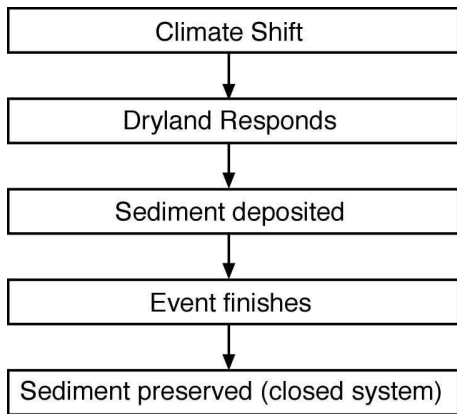 Climate Shift
Dryland Responds
Sediment deposited
Event finishes
Sediment preserved (closed system)